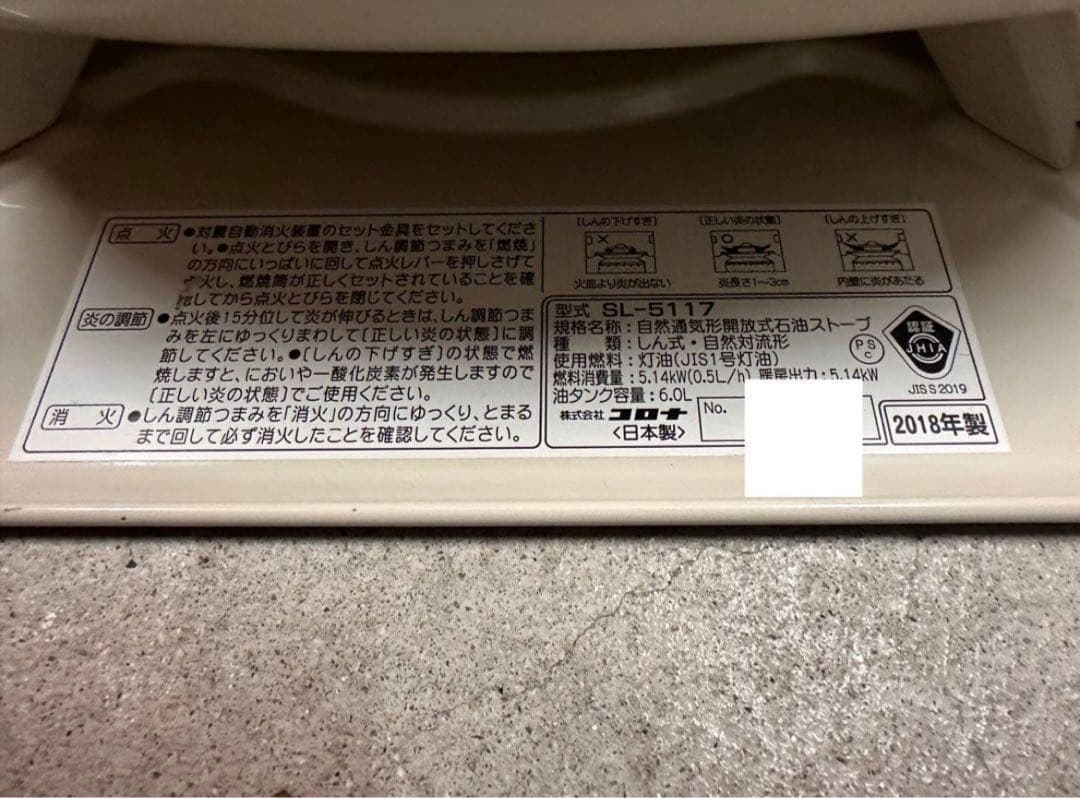 点 火 ●対震自動消火装置のセット金具をセットしてくださ
い。●点火とびらを開き、しん調節つまみを「燃焼」
の方向にいっぱいに回して点火レバーを押しさげて
火し、燃焼筒が正しくセットされていることを確
してから点火とびらを閉じてください。
炎の調節 ●点火後15分位して炎が伸びるときは、しん調節つま
みを左にゆっくりまわして〔正しい炎の状態〕に調
節してください。●〔しんの下げすぎ〕の状態で燃
焼しますと、においや一酸化炭素が発生しますので
〔正しい炎の状態〕でご使用ください。
消 火 ●しん調節つまみを「消火」の方向にゆっくり、とまる
まで回して必ず消火したことを確認してください。
〔しんの下げすぎ〕 〔正しい炎の状態〕 〔しんの上げすぎ〕
火皿より炎が出ない 炎長さ1~3cm 内壁に炎があたる
型式 SL-5117
規格名称：自然通気形開放式石油ストーブ
種 類：しん式・自然対流形
使用燃料：灯油(JIS1号灯油)
燃料消費量：5.14kW(0.5L/h) 暖房出力：5.14kW
油タンク容量：6.0L
株式会社 コロナ
<日本製>
No.
PS
C
認証
JHIA
JIS S 2019
2018年製